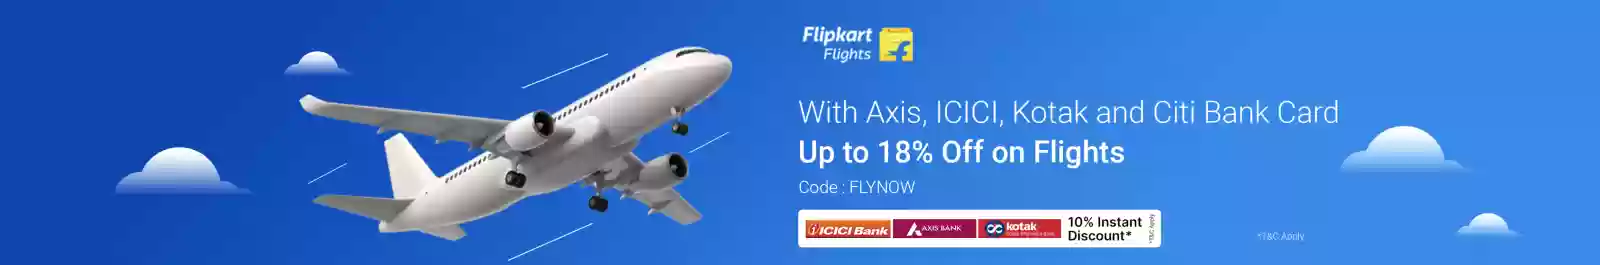 Flipkart
Flights
With Axis, ICICI, Kotak and Citi Bank Card
Up to 18% Off on Flights
Code : FLYNOW
ICICI Bank
AXIS BANK
kotak
10% Instant
Discount*
*T&C Apply
*T&C Apply